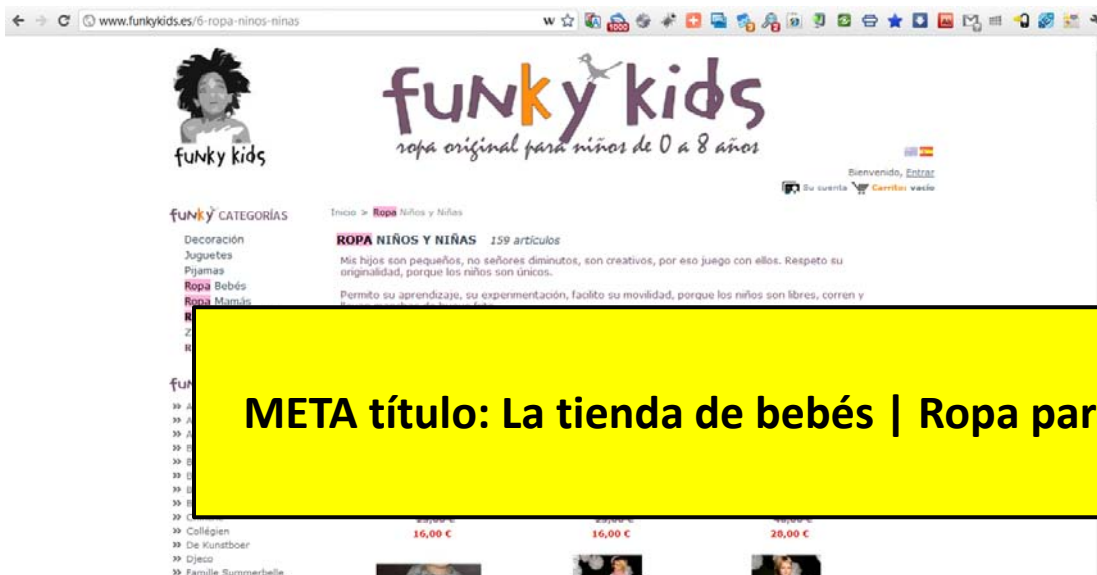 www.funkykids.es/6-ropa-ninos-ninas
funky kids
ropa original para niños de 0 a 8 años
funky kids
Bienvenido, Entrar
Su cuenta Carrito: vacío
funky CATEGORÍAS
Inicio > Ropa Niños y Niñas
Decoración
Juguetes
Pijamas
Ropa Bebés
Ropa Mamás
ROPA NIÑOS Y NIÑAS 159 artículos
Mis hijos son pequeños, no señores diminutos, son creativos, por eso juego con ellos. Respeto su
originalidad, porque los niños son únicos.
Permito su aprendizaje, su experimentación, facilito su movilidad, porque los niños son libres, corren y
META título: La tienda de bebés | Ropa par
Collégien
De Kunstboer
Djeco
Famille Summerbelle
16,00 € 16,00 € 28,00 €